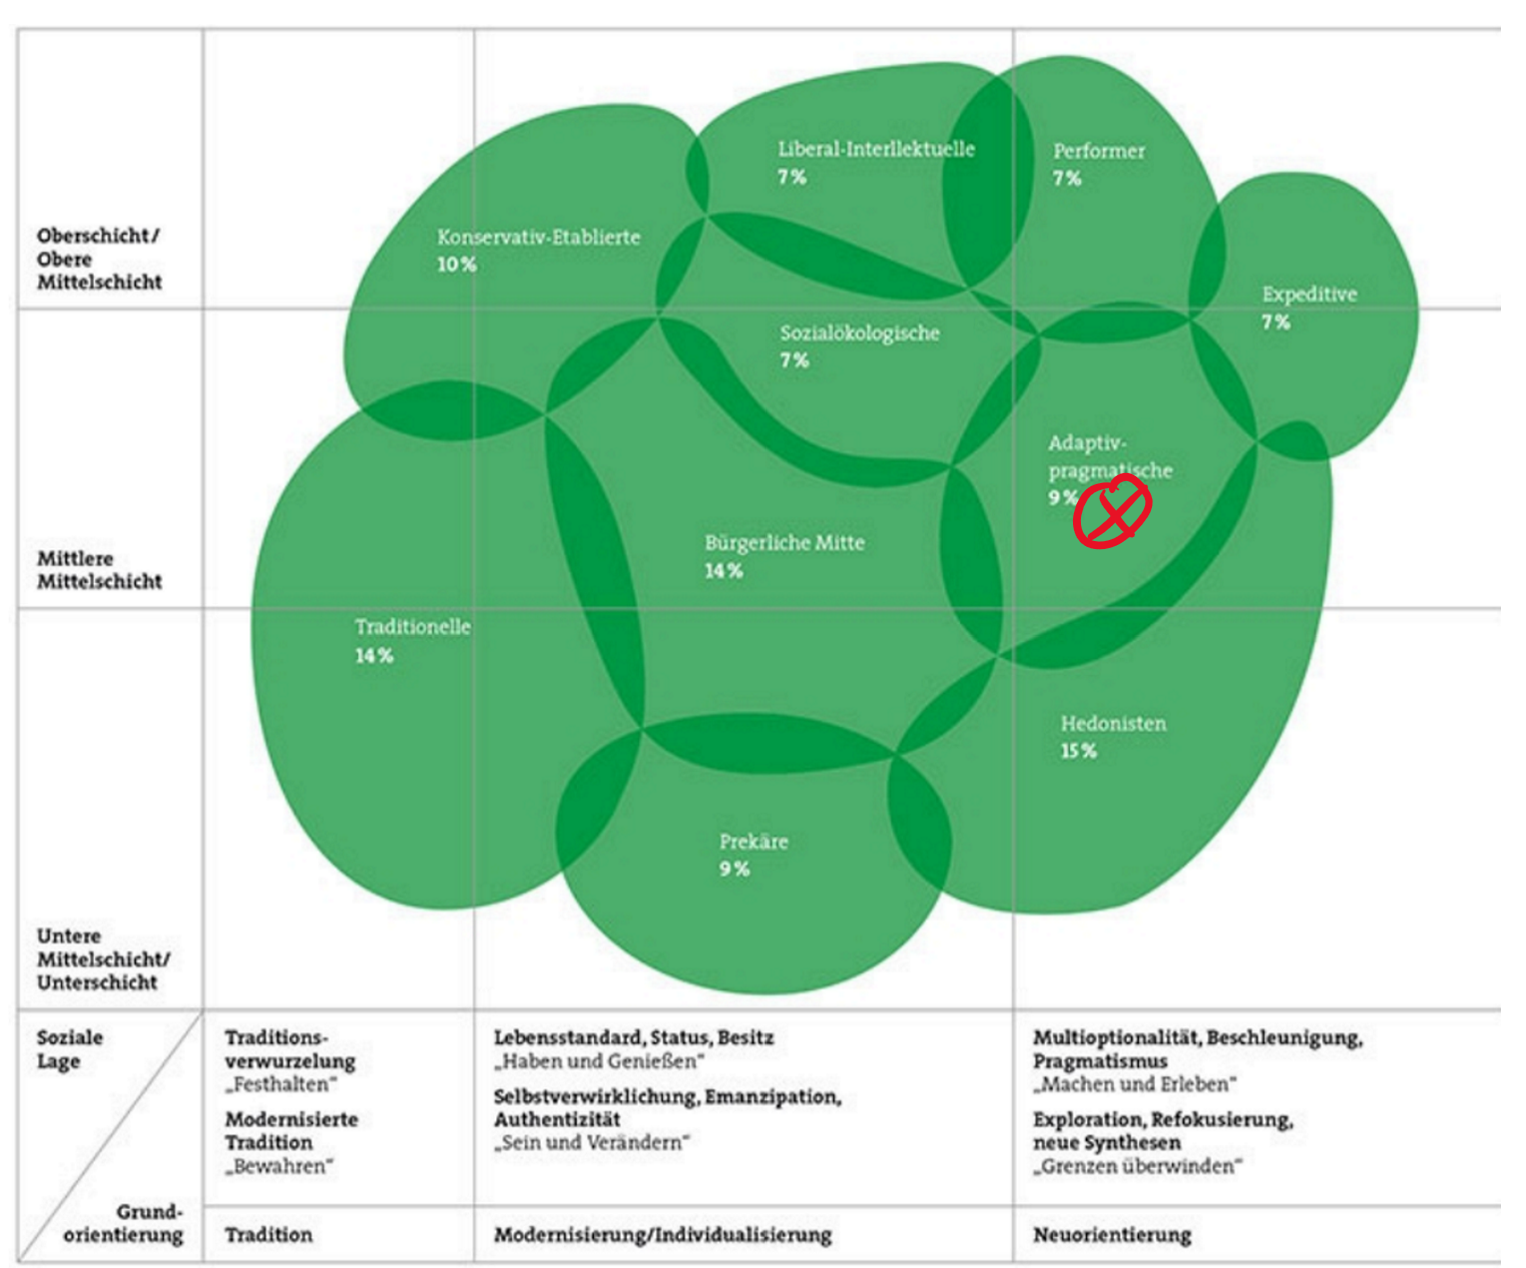 Liberal-Interllektuelle
7%
Performer
7%
Konservativ-Etablierte
10%
Oberschicht/
Obere
Mittelschicht
Expeditive
7%
Sozialökologische
7%
Adaptiv-
pragmatische
9%
Bürgerliche Mitte
14%
Mittlere
Mittelschicht
Traditionelle
14%
Hedonisten
15%
Prekäre
9%
Untere
Mittelschicht/
Unterschicht
Soziale
Lage
Grund-
orientierung
Traditions-
verwurzelung
„Festhalten“
Modernisierte
Tradition
„Bewahren“
Lebensstandard, Status, Besitz
„Haben und Genießen“
Selbstverwirklichung, Emanzipation,
Authentizität
„Sein und Verändern“
Multioptionalität, Beschleunigung,
Pragmatismus
„Machen und Erleben“
Exploration, Refokusierung,
neue Synthesen
„Grenzen überwinden“
Tradition
Modernisierung/Individualisierung
Neuorientierung